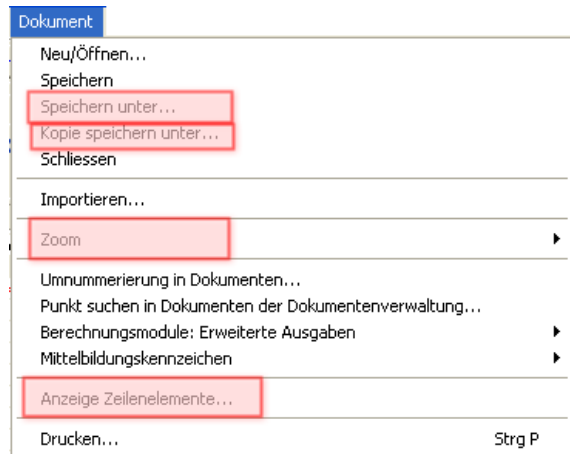 Dokument
Neu/Öffnen...
Speichern
Speichern unter...
Kopie speichern unter...
Schliessen
Importieren...
Zoom
Umnummerierung in Dokumenten...
Punkt suchen in Dokumenten der Dokumentenverwaltung...
Berechnungsmodule: Erweiterte Ausgaben
Mittelbildungskennzeichen
Anzeige Zeilenelemente...
Drucken... Strg P